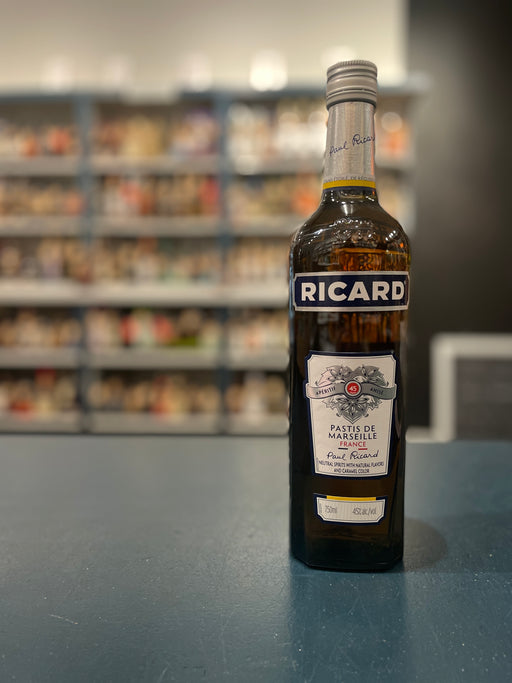 Paul Ricard
RICARD
APÉRITIF 45 ANISÉ
PASTIS DE
MARSEILLE
FRANCE
Paul Ricard
NEUTRAL SPIRITS WITH NATURAL FLAVORS
AND CARAMEL COLOR
750ml 45% alc/vol